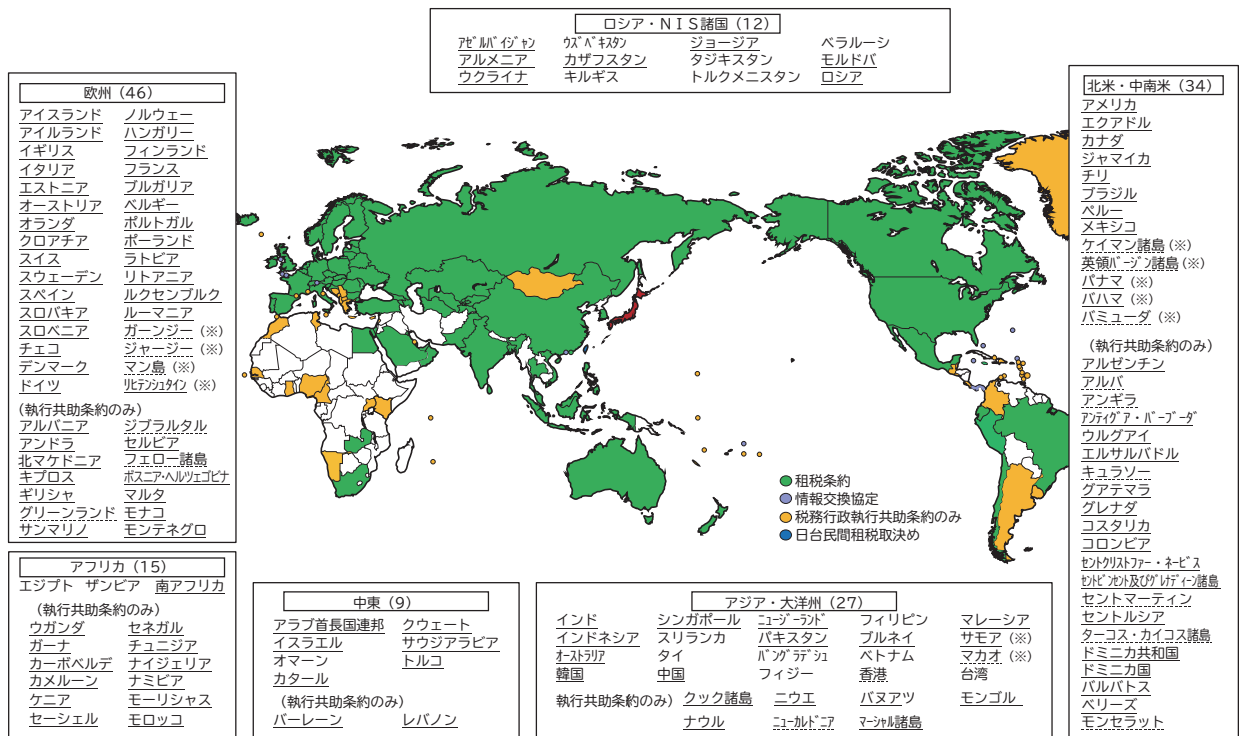 ロシア・NIS諸国(12)
アゼルバイジャン ウズベキスタン ジョージア ベラルーシ
アルメニア カザフスタン タジキスタン モルドバ
ウクライナ キルギス トルクメニスタン ロシア
欧州(46)
アイスランド ノルウェー
アイルランド ハンガリー
イギリス フィンランド
イタリア フランス
エストニア ブルガリア
オーストリア ベルギー
オランダ ポルトガル
クロアチア ポーランド
スイス ラトビア
スウェーデン リトアニア
スペイン ルクセンブルク
スロバキア ルーマニア
スロベニア ガーンジー(※)
チェコ ジャージー(※)
デンマーク マン島(※)
ドイツ リヒテンシュタイン(※)
(執行共助条約のみ)
アルバニア ジブラルタル
アンドラ セルビア
北マケドニア フェロー諸島
キプロス ボスニア・ヘルツェゴビナ
ギリシャ マルタ
グリーンランド モナコ
サンマリノ モンテネグロ
北米・中南米(34)
アメリカ
エクアドル
カナダ
ジャマイカ
チリ
ブラジル
ペルー
メキシコ
ケイマン諸島(※)
英領バージン諸島(※)
パナマ(※)
バハマ(※)
バミューダ(※)
(執行共助条約のみ)
アルゼンチン
アルバ
アンギラ
アンティグア・バーブーダ
ウルグアイ
エルサルバドル
キュラソー
グアテマラ
グレナダ
コスタリカ
コロンビア
セントクリストファー・ネービス
セントビンセント及びグレナディーン諸島
セントマーティン
セントルシア
ターコス・カイコス諸島
ドミニカ共和国
ドミニカ国
バルバトス
ベリーズ
モンセラット
租税条約
情報交換協定
税務行政執行共助条約のみ
日台民間租税取決め
アフリカ(15)
エジプト ザンビア 南アフリカ
(執行共助条約のみ)
ウガンダ セネガル
ガーナ チュニジア
カーボベルデ ナイジェリア
カメルーン ナミビア
ケニア モーリシャス
セーシェル モロッコ
中東(9)
アラブ首長国連邦 クウェート
イスラエル サウジアラビア
オマーン トルコ
カタール
(執行共助条約のみ)
バーレーン レバノン
アジア・大洋州(27)
インド シンガポール ニュージーランド フィリピン マレーシア
インドネシア スリランカ パキスタン ブルネイ サモア(※)
オーストラリア タイ バングラデシュ ベトナム マカオ(※)
韓国 中国 フィジー 香港 台湾
執行共助条約のみ) クック諸島 ニウエ バヌアツ モンゴル
ナウル ニューカルドニア マーシャル諸島